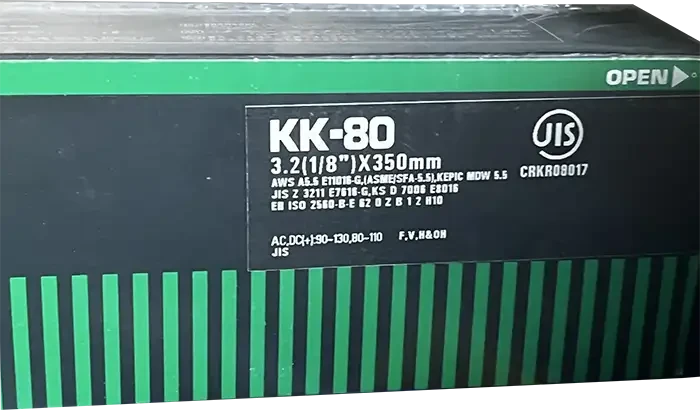 OPEN
KK-80
JIS
3.2(1/8")X350mm
CRKR08017
AWS A5.5 E11016-G,(ASME/SFA-5.5),KEPIC MDW 5.5
JIS Z 3211 E7616-G,KS D 7006 E8016
EN ISO 2560-B-E 62 0 Z B 1 2 H10
AC,DC(+):90-130,80-110 F,V,H&OH
JIS